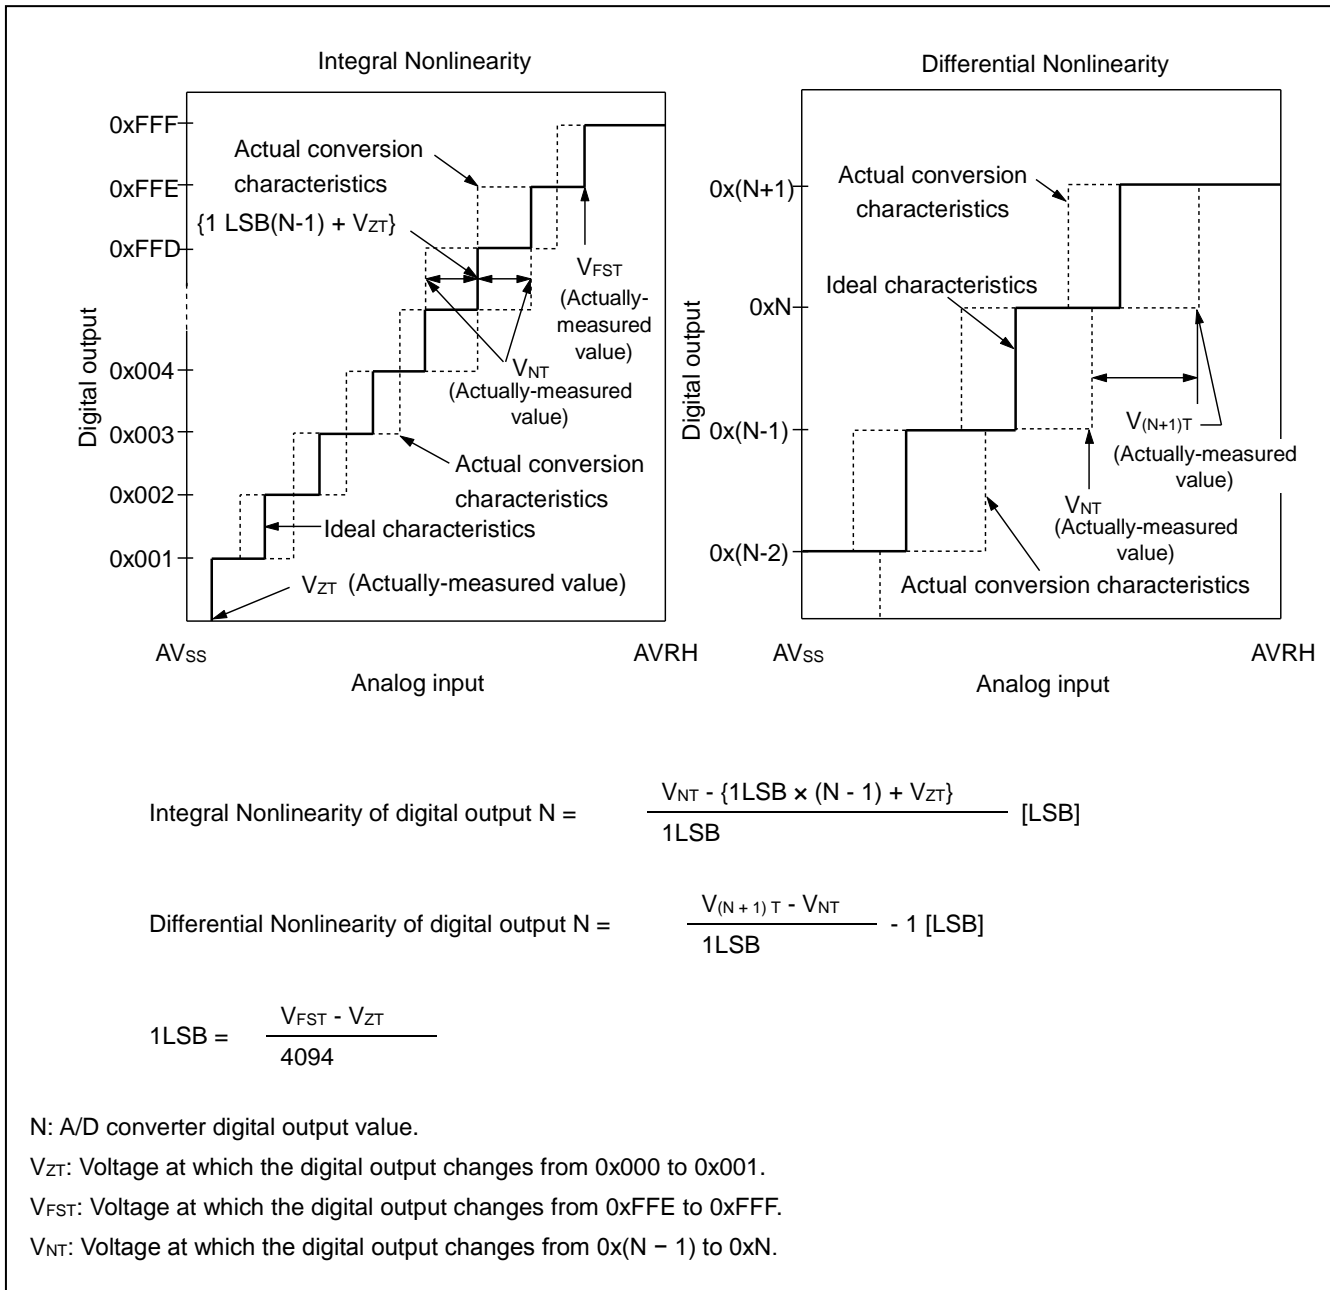 Integral Nonlinearity
0xFFF
0xFFE
0xFFD
0x004
0x003
0x002
0x001
Digital output
Actual conversion
characteristics
{1 LSB(N-1) + VZT}
VFST
(Actually-
measured
value)
VNT
(Actually-measured
value)
Actual conversion
characteristics
Ideal characteristics
VZT (Actually-measured value)
AVSS
AVRH
Analog input
Differential Nonlinearity
0x(N+1)
0xN
0x(N-1)
0x(N-2)
Digital output
Actual conversion
characteristics
Ideal characteristics
V(N+1)T
(Actually-measured
value)
VNT
(Actually-measured
value)
Actual conversion characteristics
AVSS
AVRH
Analog input
Integral Nonlinearity of digital output N = VNT - {1LSB × (N - 1) + VZT} / 1LSB [LSB]
Differential Nonlinearity of digital output N = V(N + 1) T - VNT / 1LSB - 1 [LSB]
1LSB = VFST - VZT / 4094
N: A/D converter digital output value.
VZT: Voltage at which the digital output changes from 0x000 to 0x001.
VFST: Voltage at which the digital output changes from 0xFFE to 0xFFF.
VNT: Voltage at which the digital output changes from 0x(N − 1) to 0xN.